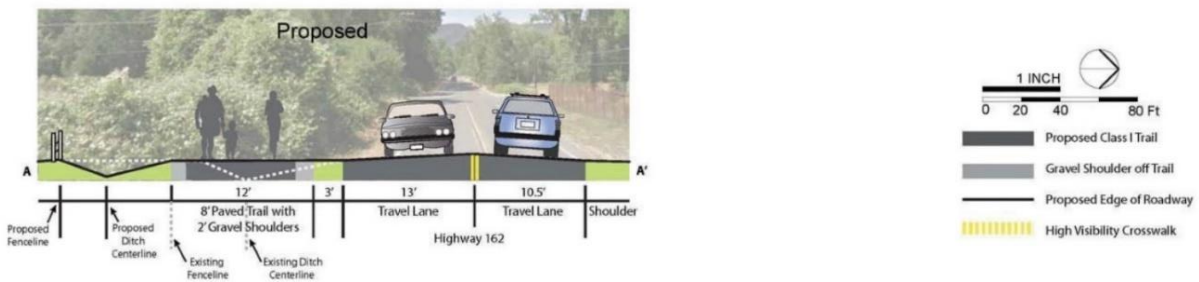 Proposed
A
A'
12'
3'
13'
10.5'
8' Paved Trail with
2' Gravel Shoulders
Travel Lane
Travel Lane
Shoulder
Highway 162
Proposed
Fenceline
Proposed
Ditch
Centerline
Existing
Fenceline
Existing Ditch
Centerline
1 INCH
0 20 40 80 Ft
Proposed Class I Trail
Gravel Shoulder off Trail
Proposed Edge of Roadway
High Visibility Crosswalk